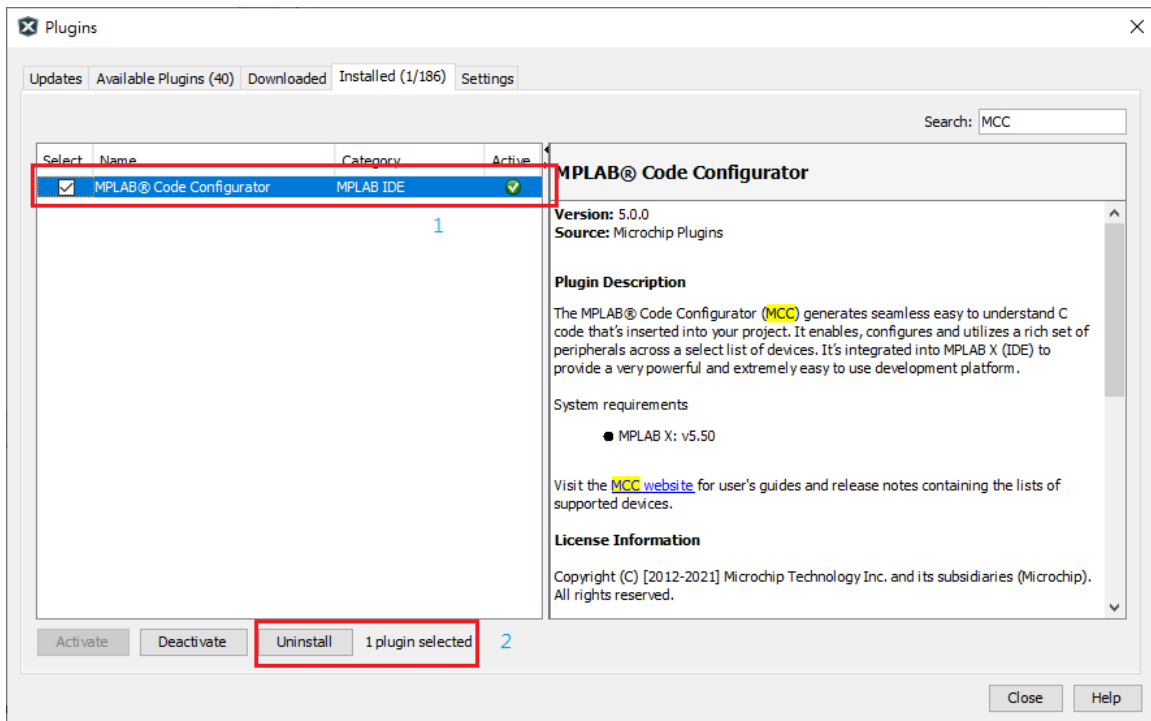 Plugins
Updates Available Plugins (40) Downloaded Installed (1/186) Settings
Search: MCC
Select Name Category Active
MPLAB® Code Configurator MPLAB IDE
1
MPLAB® Code Configurator
Version: 5.0.0
Source: Microchip Plugins
Plugin Description
The MPLAB® Code Configurator (MCC) generates seamless easy to understand C
code that's inserted into your project. It enables, configures and utilizes a rich set of
peripherals across a select list of devices. It's integrated into MPLAB X (IDE) to
provide a very powerful and extremely easy to use development platform.
System requirements
● MPLAB X: v5.50
Visit the MCC website for user's guides and release notes containing the lists of
supported devices.
License Information
Copyright (C) [2012-2021] Microchip Technology Inc. and its subsidiaries (Microchip).
All rights reserved.
Activate Deactivate Uninstall 1 plugin selected 2
Close Help